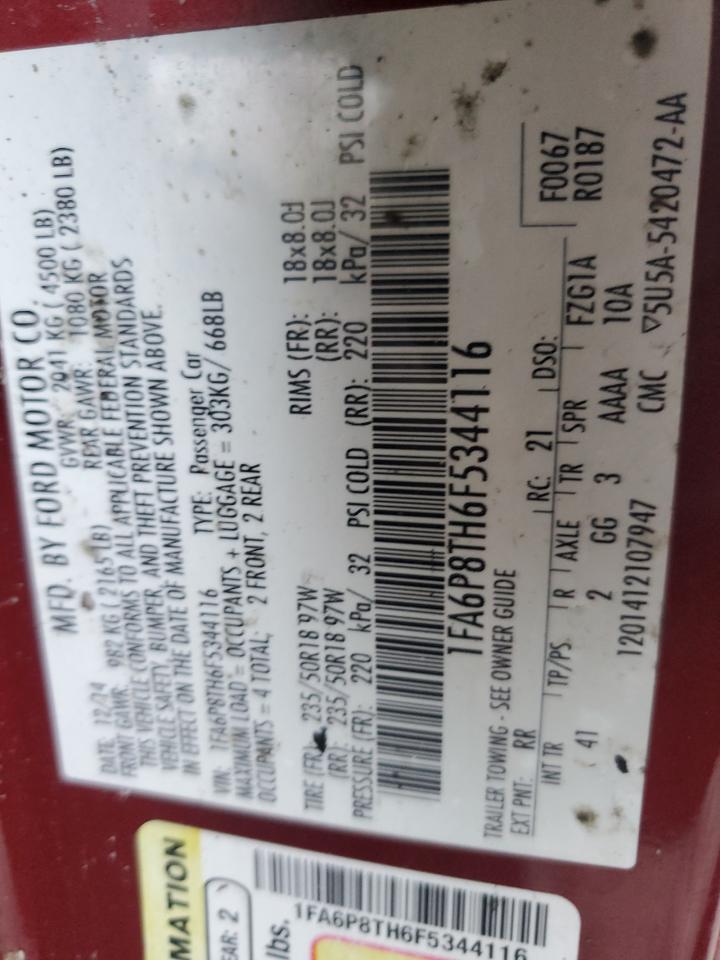 MFD. BY FORD MOTOR CO.
DATE: 12/14 GVWR: 2041 KG ( 4500 LB)
FRONT GAWR: 982 KG ( 2165 LB) REAR GAWR: 1080 KG ( 2380 LB)
THIS VEHICLE CONFORMS TO ALL APPLICABLE FEDERAL MOTOR
VEHICLE SAFETY, BUMPER, AND THEFT PREVENTION STANDARDS
IN EFFECT ON THE DATE OF MANUFACTURE SHOWN ABOVE.
VIN: 1FA6P8TH6F5344116 TYPE: Passenger Car
MAXIMUM LOAD = OCCUPANTS + LUGGAGE = 303KG/ 668LB
OCCUPANTS = 4 TOTAL; 2 FRONT, 2 REAR
TIRE (FR): 235/50R18 97W RIMS (FR): 18x8.0J
(RR): 235/50R18 97W (RR): 18x8.0J
PRESSURE (FR): 220 kPa/ 32 PSI COLD (RR): 220 kPa/ 32 PSI COLD
1FA6P8TH6F5344116
TRAILER TOWING - SEE OWNER GUIDE
EXT PNT: RR RC: 21 DSO: F0067
R0187
INT TR TP/PS R AXLE TR SPR FZG1A
41 2 GG 3 AAAA 10A
1201412107947 CMC ▽5U5A-5420472-AA
MATION
EAR: 2
lbs.
1FA6P8TH6F5344116